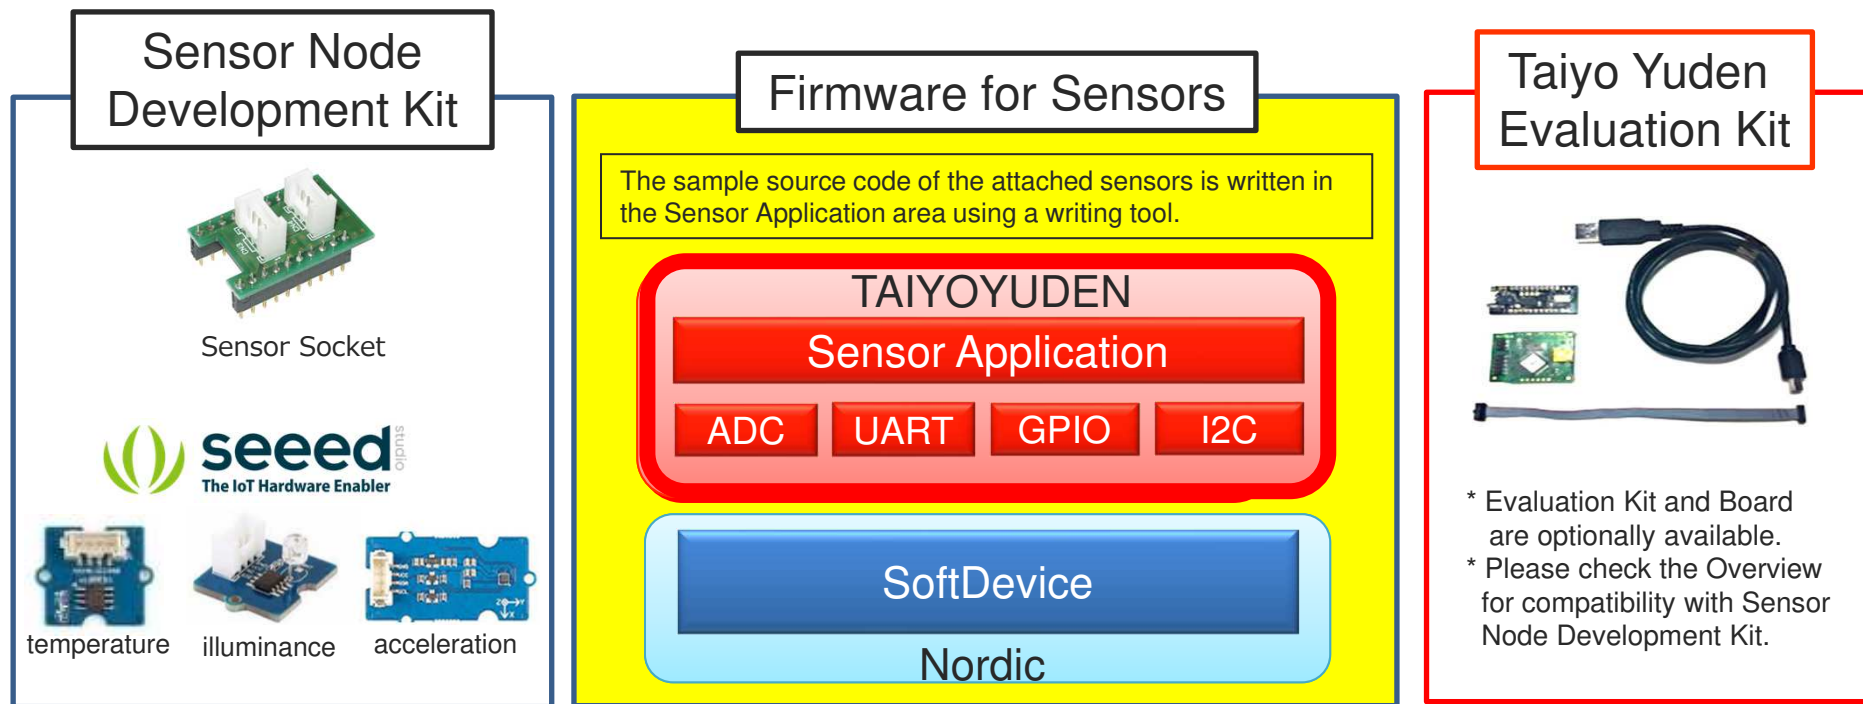 Sensor Node
Development Kit
Sensor Socket
seeed
studio
The IoT Hardware Enabler
temperature
illuminance
acceleration
Firmware for Sensors
The sample source code of the attached sensors is written in
the Sensor Application area using a writing tool.
TAIYOYUDEN
Sensor Application
ADC
UART
GPIO
I2C
SoftDevice
Nordic
Taiyo Yuden
Evaluation Kit
* Evaluation Kit and Board
are optionally available.
* Please check the Overview
for compatibility with Sensor
Node Development Kit.